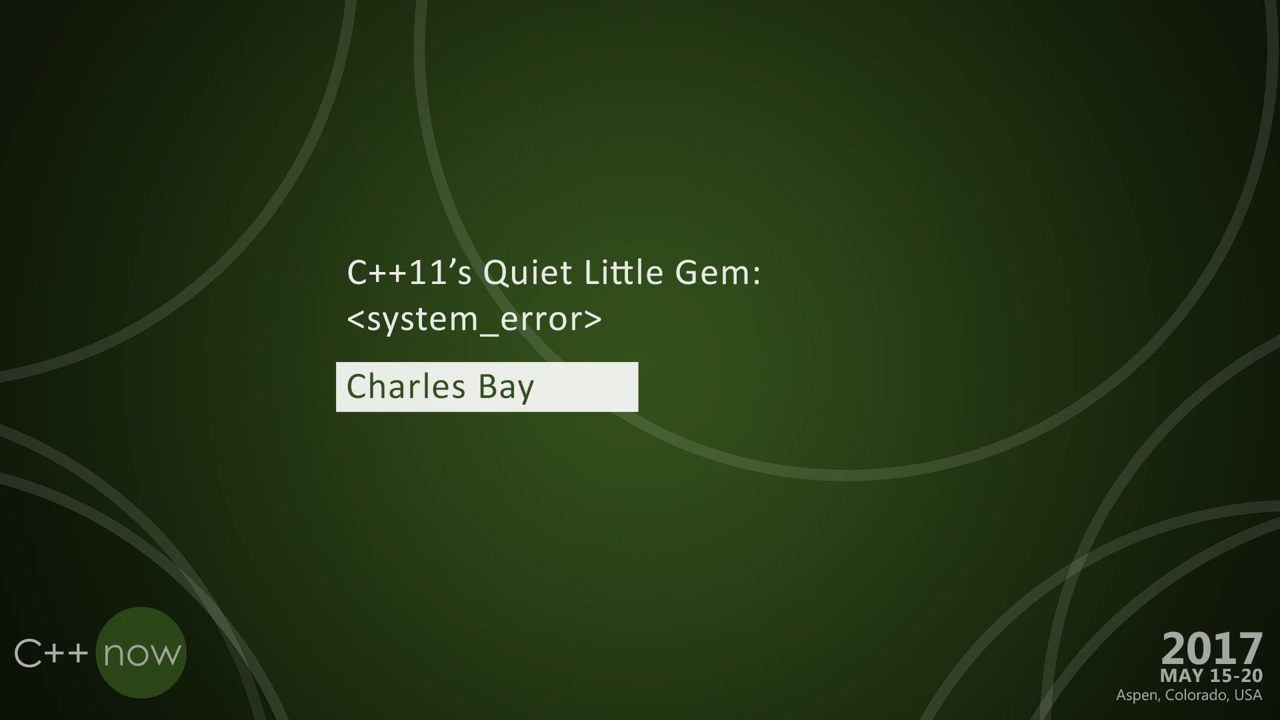 C++11’s Quiet Little Gem:
<system_error>
Charles Bay
C++ now
2017
MAY 15-20
Aspen, Colorado, USA